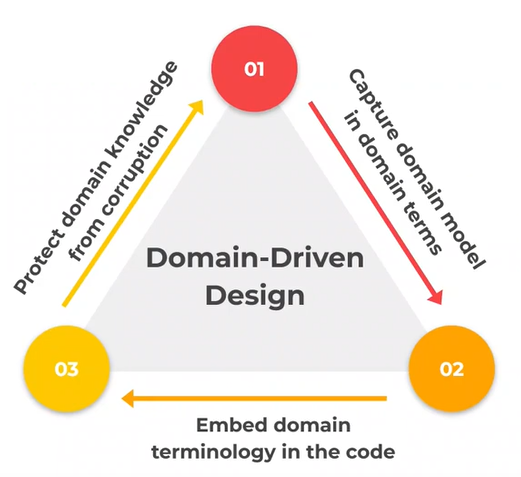 01
Capture domain model
in domain terms
02
Embed domain
terminology in the code
03
Protect domain knowledge
from corruption
Domain-Driven
Design